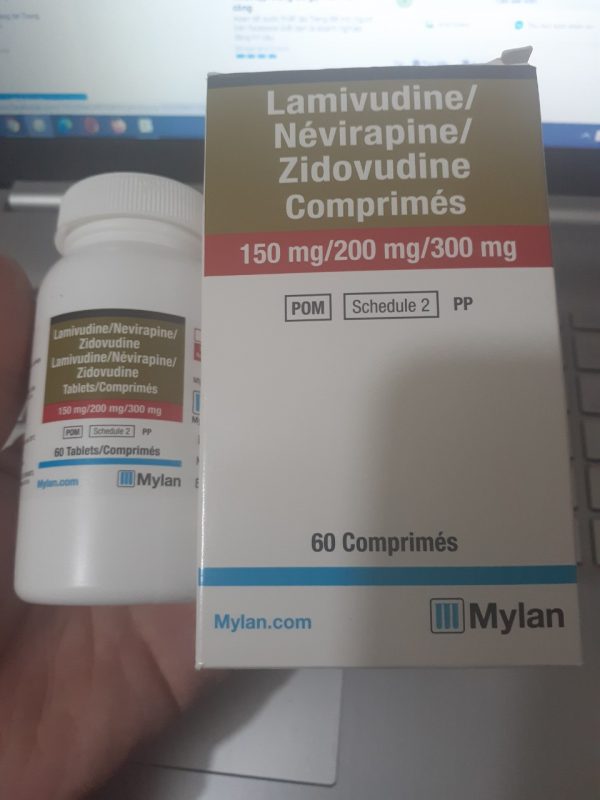 Lamivudine/
Névirapine/
Zidovudine
Comprimés
150 mg/200 mg/300 mg
POM Schedule 2 PP
60 Comprimés
Mylan.com Mylan
Lamivudine/Nevirapine/
Zidovudine
Lamivudine/Névirapine/
Zidovudine
Tablets/Comprimés
150 mg/200 mg/300 mg
POM Schedule 2 PP
60 Tablets/Comprimés
Mylan.com Mylan